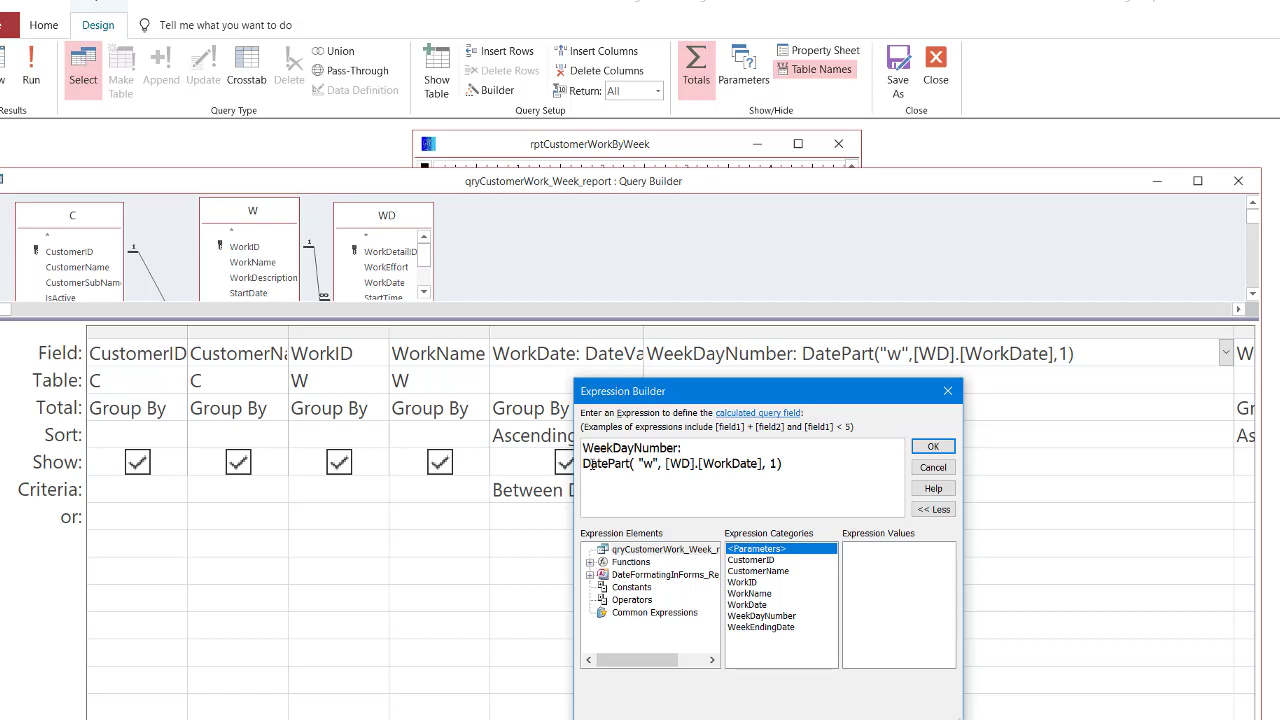 Home Design Tell me what you want to do
Run Select Make Table Append Update Crosstab Delete Union Pass-Through Data Definition Show Table Insert Rows Delete Rows Builder Insert Columns Delete Columns Return: All Totals Parameters Property Sheet Table Names Save As Close
Results Query Type Query Setup Show/Hide Close
rptCustomerWorkByWeek
qryCustomerWork_Week_report : Query Builder
C W WD
* * *
CustomerID WorkID WorkDetailID
CustomerName WorkName WorkEffort
CustomerSubName WorkDescription WorkDate
IsActive StartDate StartTime
Field: CustomerID CustomerNa WorkID WorkName WorkDate: DateVa WeekDayNumber: DatePart("w",[WD].[WorkDate],1) W
Table: C C W W
Total: Group By Group By Group By Group By Group By Gr
Sort: Ascending As
Show:
Criteria: Between D
or:
Expression Builder
Enter an Expression to define the calculated query field:
(Examples of expressions include [field1] + [field2] and [field1] < 5)
WeekDayNumber:
DatePart( "w", [WD].[WorkDate], 1)
OK
Cancel
Help
<< Less
Expression Elements Expression Categories Expression Values
qryCustomerWork_Week_r <Parameters>
Functions CustomerID
DateFormatingInForms_Re CustomerName
Constants WorkID
Operators WorkName
Common Expressions WorkDate
WeekDayNumber
WeekEndingDate